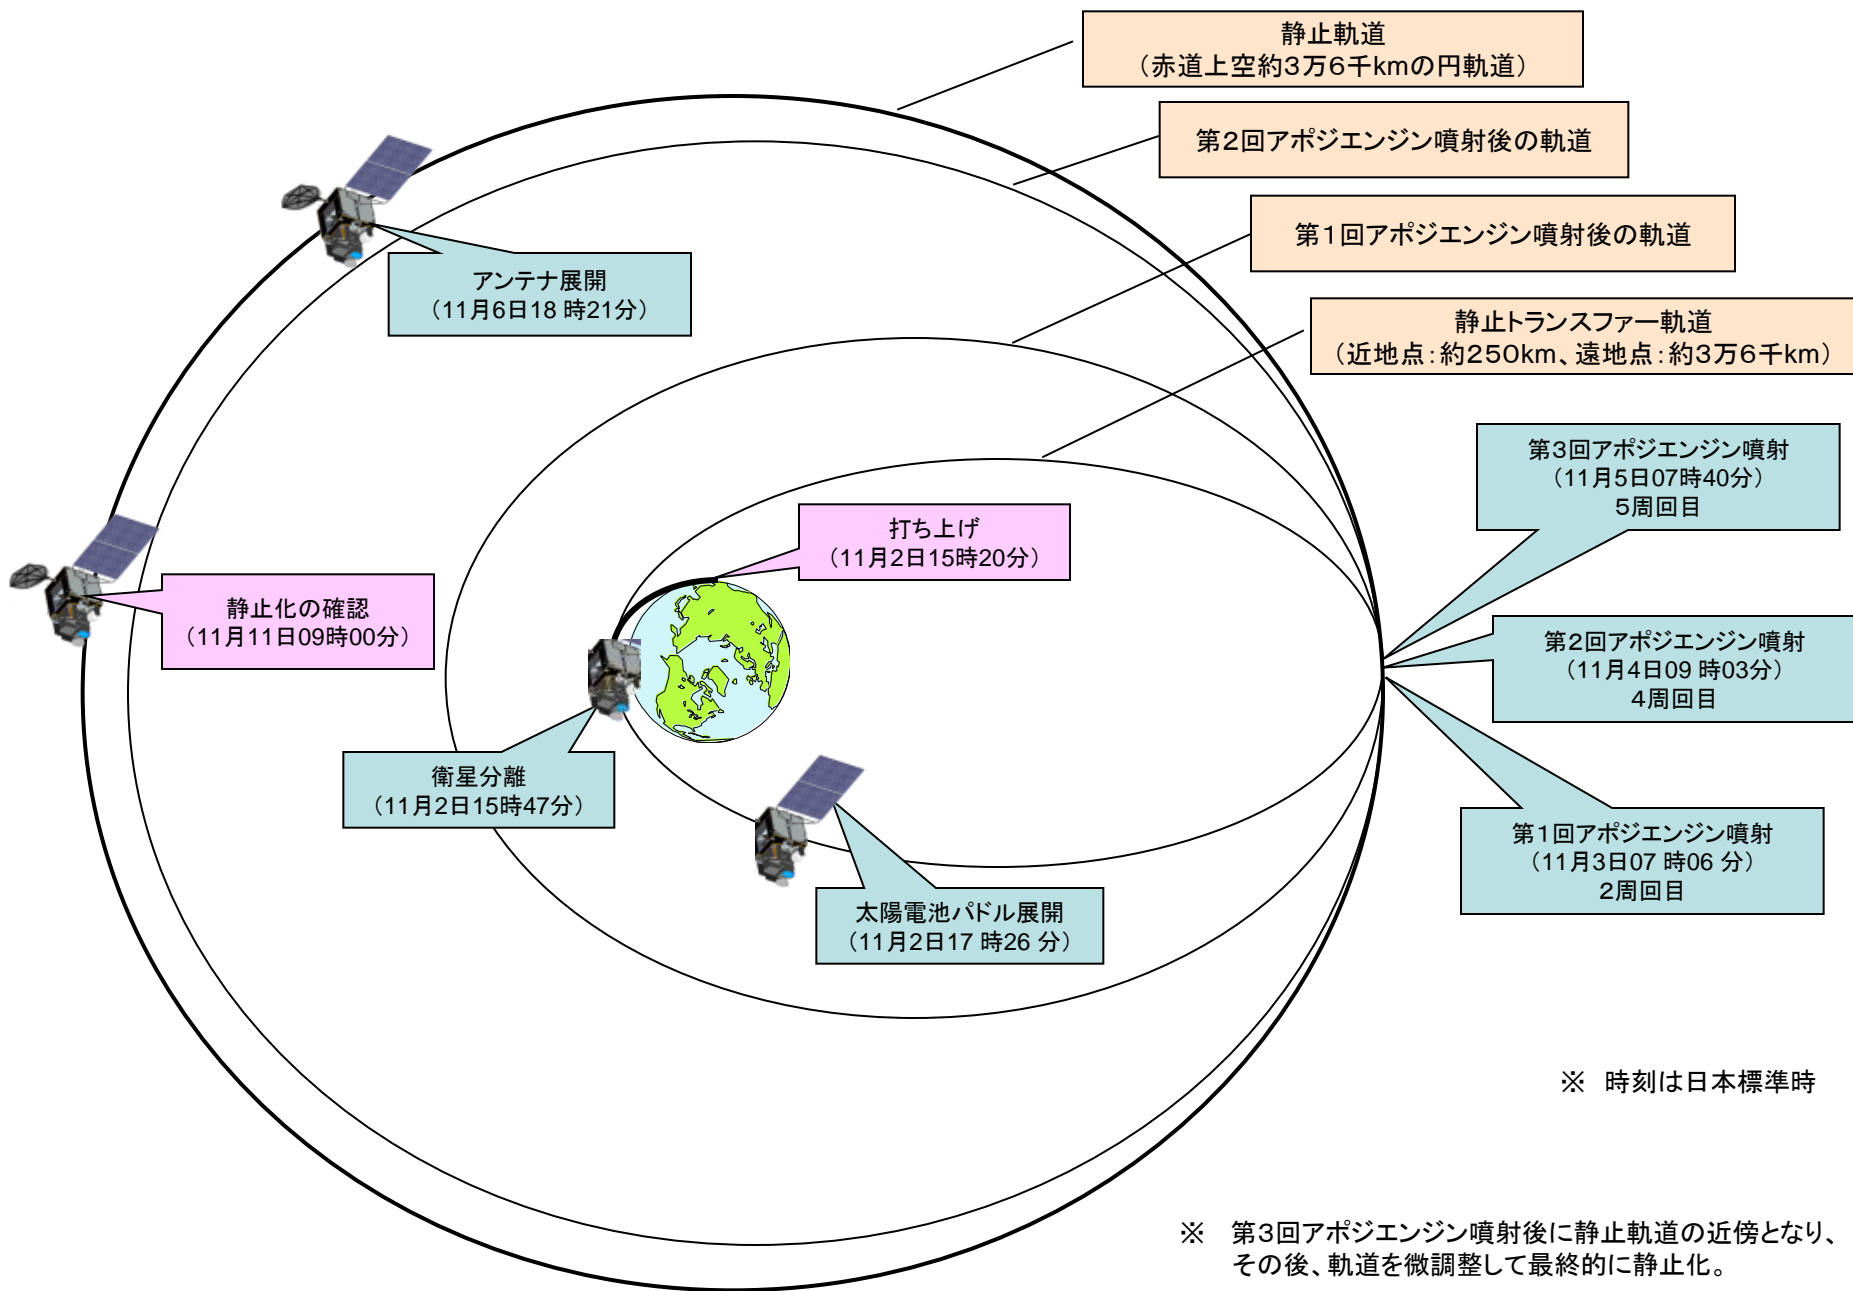 静止軌道
（赤道上空約3万6千kmの円軌道）
第2回アポジエンジン噴射後の軌道
第1回アポジエンジン噴射後の軌道
静止トランスファー軌道
（近地点：約250km、遠地点：約3万6千km）
アンテナ展開
（11月6日18 時21分）
第3回アポジエンジン噴射
（11月5日07時40分）
5周回目
打ち上げ
（11月2日15時20分）
静止化の確認
（11月11日09時00分）
第2回アポジエンジン噴射
（11月4日09 時03分）
4周回目
衛星分離
（11月2日15時47分）
第1回アポジエンジン噴射
（11月3日07 時06 分）
2周回目
太陽電池パドル展開
（11月2日17 時26 分）
※　時刻は日本標準時
※　第3回アポジエンジン噴射後に静止軌道の近傍となり、
その後、軌道を微調整して最終的に静止化。